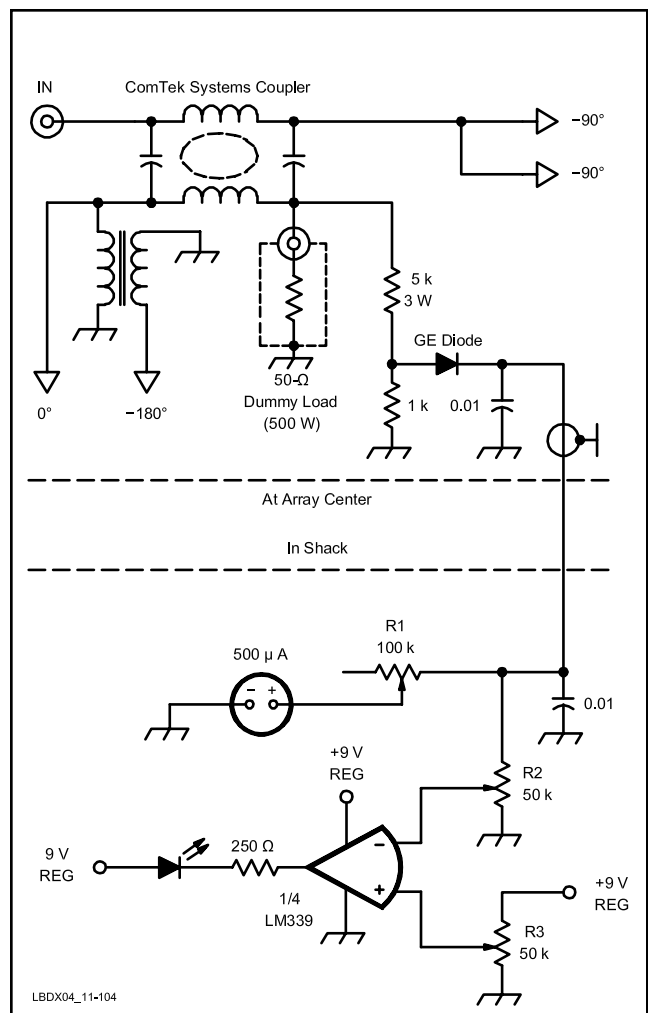 IN
ComTek Systems Coupler
−90°
−90°
5 k
3 W
GE Diode
0°
−180°
50-Ω
Dummy Load
(500 W)
1 k
0.01
At Array Center
In Shack
R1
100 k
500 µ A
− +
0.01
+9 V
REG
R2
50 k
−
9 V
REG
250 Ω
+
1/4
LM339
+9 V
REG
R3
50 k
LBDX04_11-104